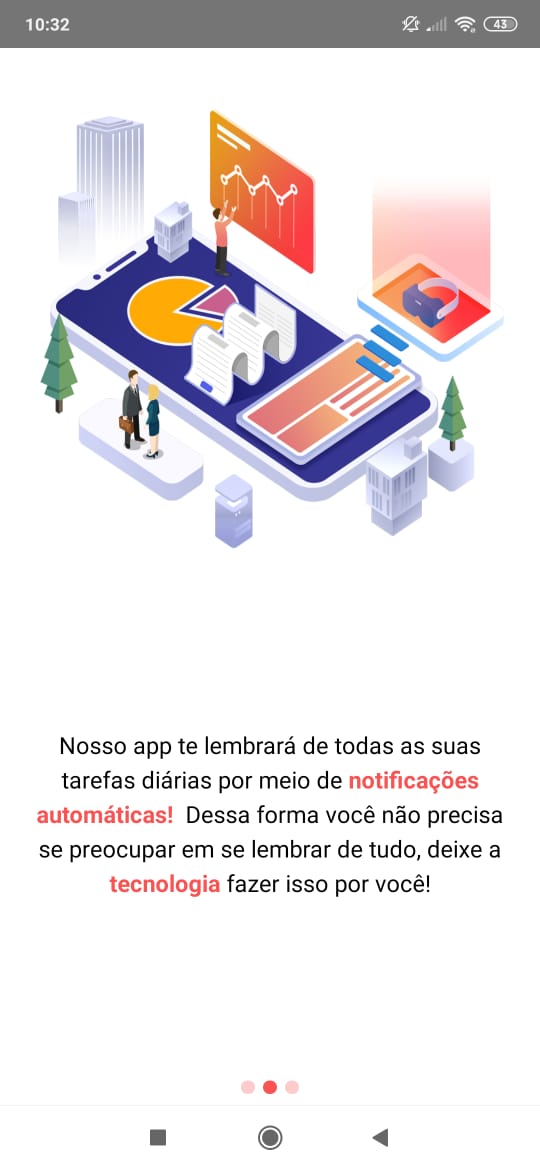 10:32
43
Nosso app te lembrará de todas as suas
tarefas diárias por meio de notificações
automáticas!  Dessa forma você não precisa
se preocupar em se lembrar de tudo, deixe a
tecnologia fazer isso por você!